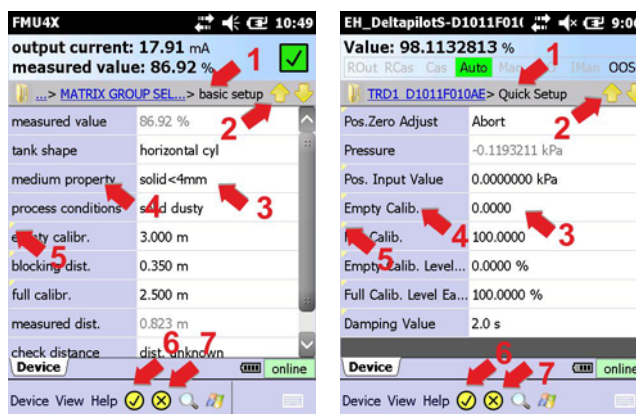 FMU4X
10:49
output current: 17.91 mA
measured value: 86.92 %
1
...> MATRIX GROUP SEL...> basic setup
2
measured value 86.92 %
tank shape horizontal cyl
medium property solid<4mm
4
3
process conditions solid dusty
5
empty calibr. 3.000 m
blocking dist. 0.350 m
full calibr. 2.500 m
measured dist. 0.823 m
6 7
check distance dist. unknown
Device
online
Device View Help
EH_DeltapilotS-D1011F01(
9:06
Value: 98.1132813 %
1
ROut RCas Cas Auto Man IMan OOS
TRD1_D1011F010AE> Quick Setup
2
Pos.Zero Adjust Abort
Pressure -0.1193211 kPa
Pos. Input Value 0.0000000 kPa
Empty Calib. 0.0000
4
3
5
Calib. 100.0000
Empty Calib. Level... 0.0000 %
Full Calib. Level Ea... 100.0000 %
Damping Value 2.0 s
6
Device
online
7
Device View Help